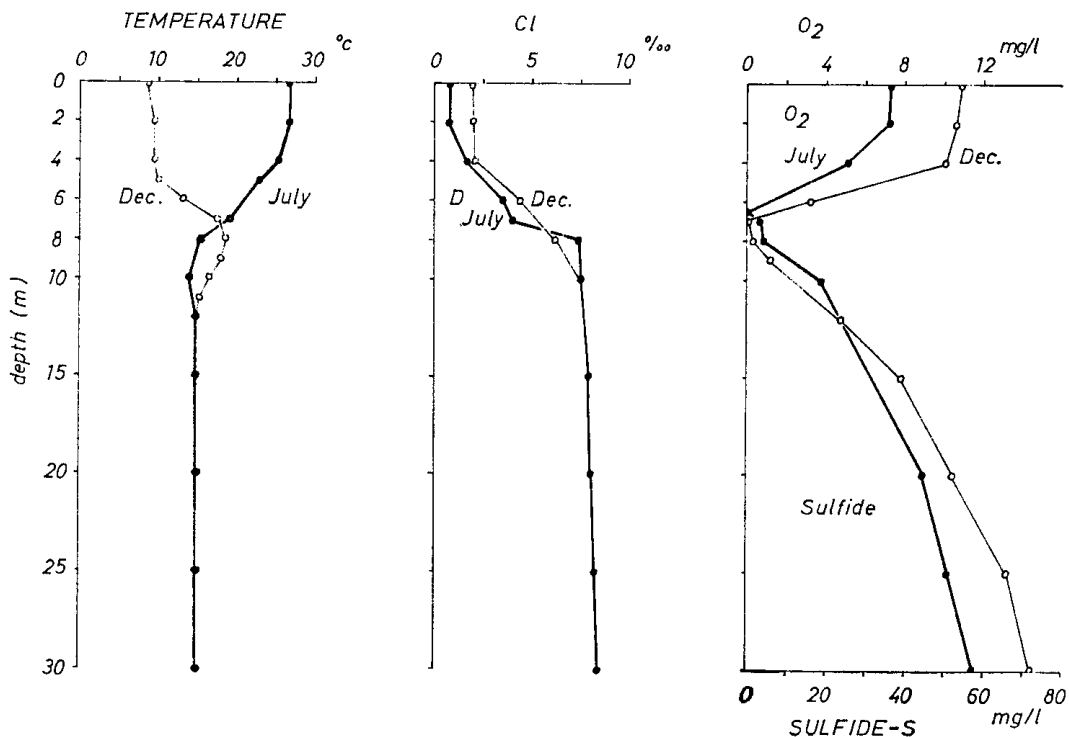 TEMPERATURE
°c
0 10 20 30
0
2
4
6
8
10
15
20
25
30
depth (m)
Dec.
July
Cl
°/oo
0 5 10
D
July
Dec.
O2
mg/l
0 4 8 12
O2
July
Dec.
Sulfide
0 20 40 60 80
mg/l
SULFIDE-S